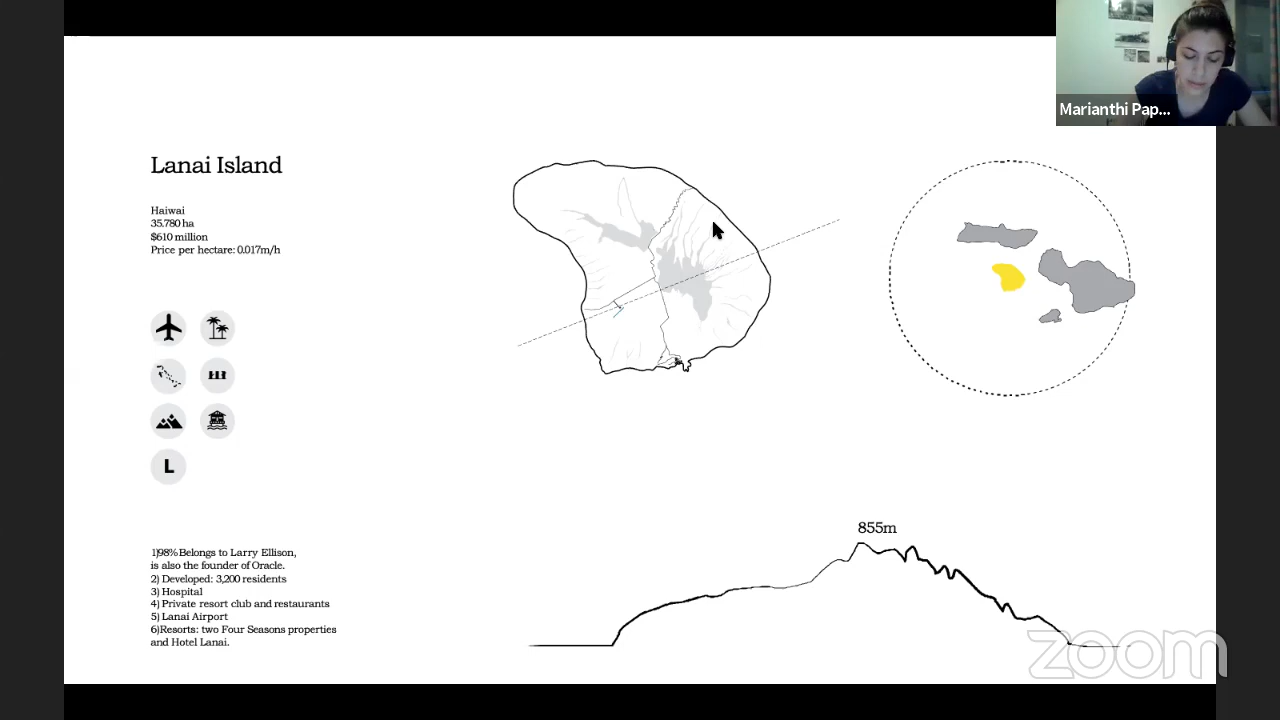 Marianthi Pap...
Lanai Island
Haiwai
35.780 ha
$610 million
Price per hectare: 0.017m/h
L
855m
1)98% Belongs to Larry Ellison,
is also the founder of Oracle.
2) Developed: 3,200 residents
3) Hospital
4) Private resort club and restaurants
5) Lanai Airport
6)Resorts: two Four Seasons properties
and Hotel Lanai.
zoom